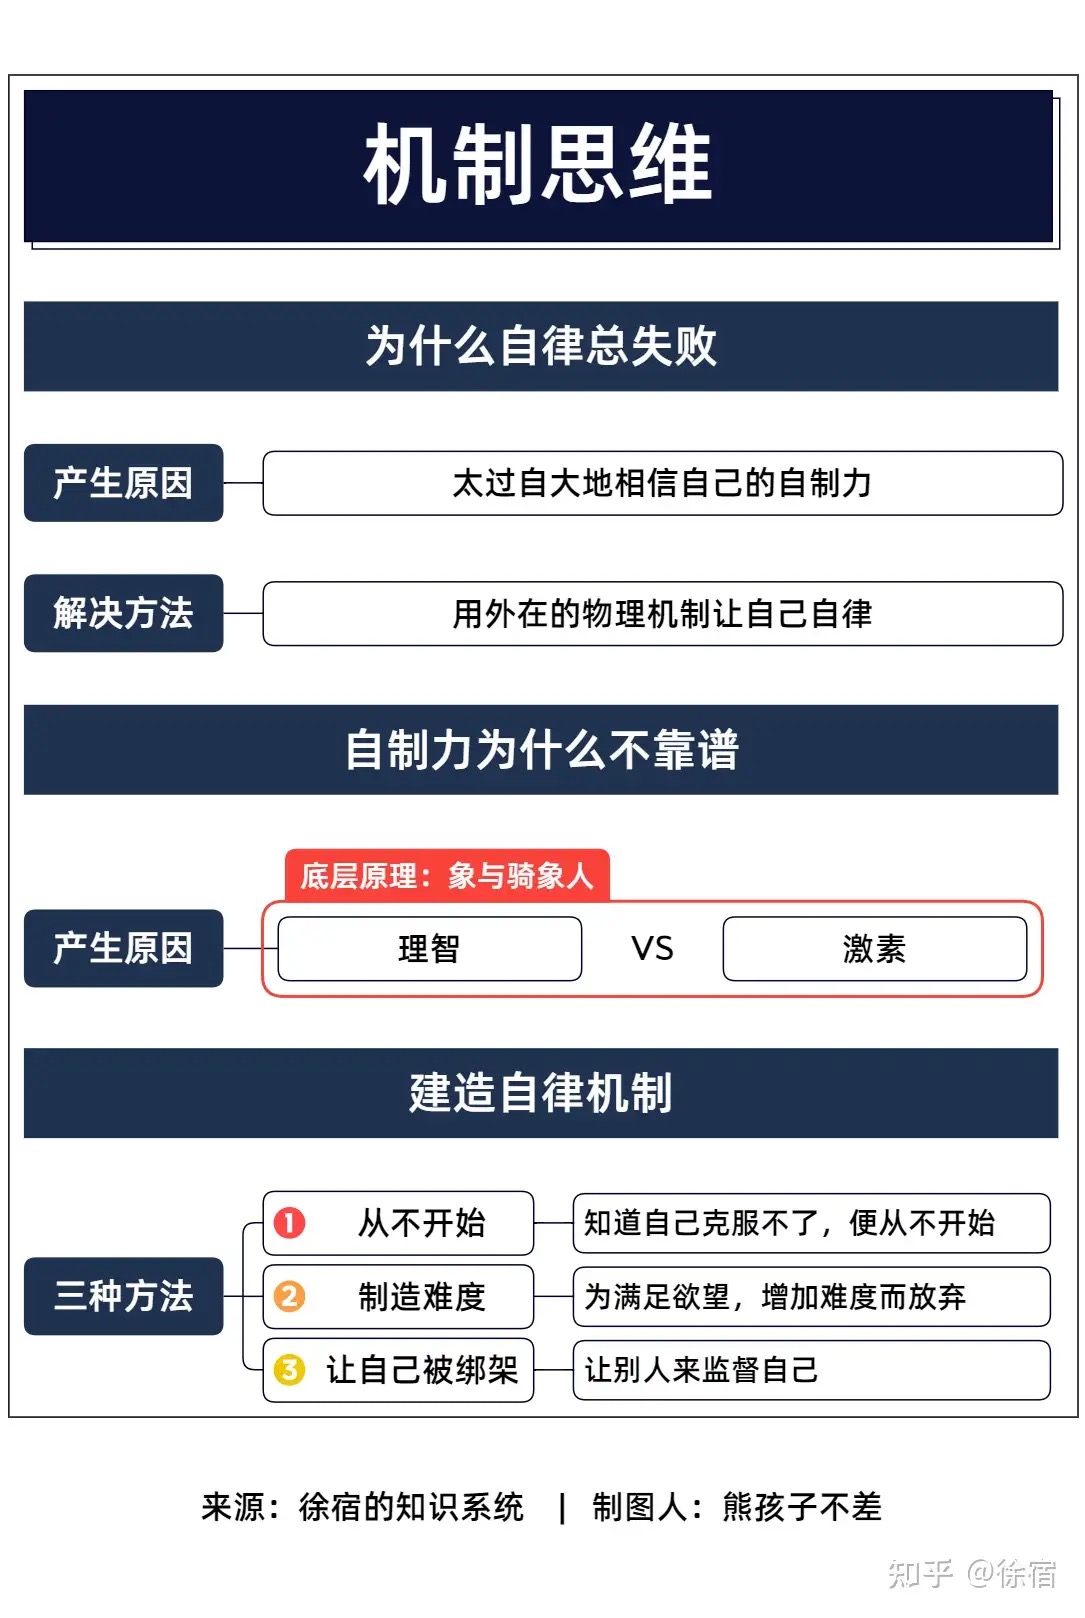 机制思维
为什么自律总失败
产生原因
太过自大地相信自己的自制力
解决方法
用外在的物理机制让自己自律
自制力为什么不靠谱
底层原理：象与骑象人
产生原因
理智 VS 激素
建造自律机制
三种方法
1 从不开始 知道自己克服不了，便从不开始
2 制造难度 为满足欲望，增加难度而放弃
3 让自己被绑架 让别人来监督自己
来源：徐宿的知识系统 | 制图人：熊孩子不差
知乎 @徐宿